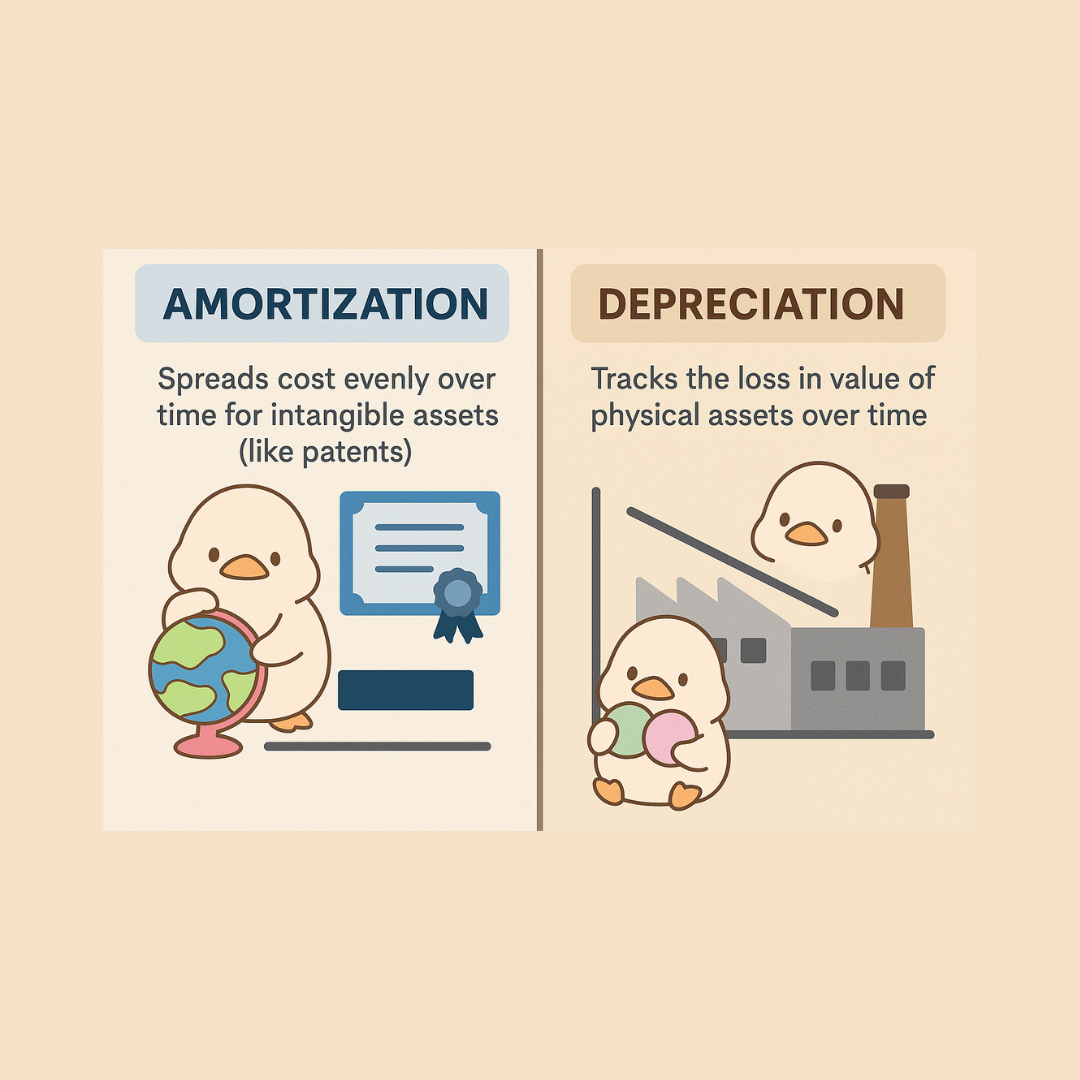 AMORTIZATION
Spreads cost evenly over
time for intangible assets
(like patents)
DEPRECIATION
Tracks the loss in value of
physical assets over time